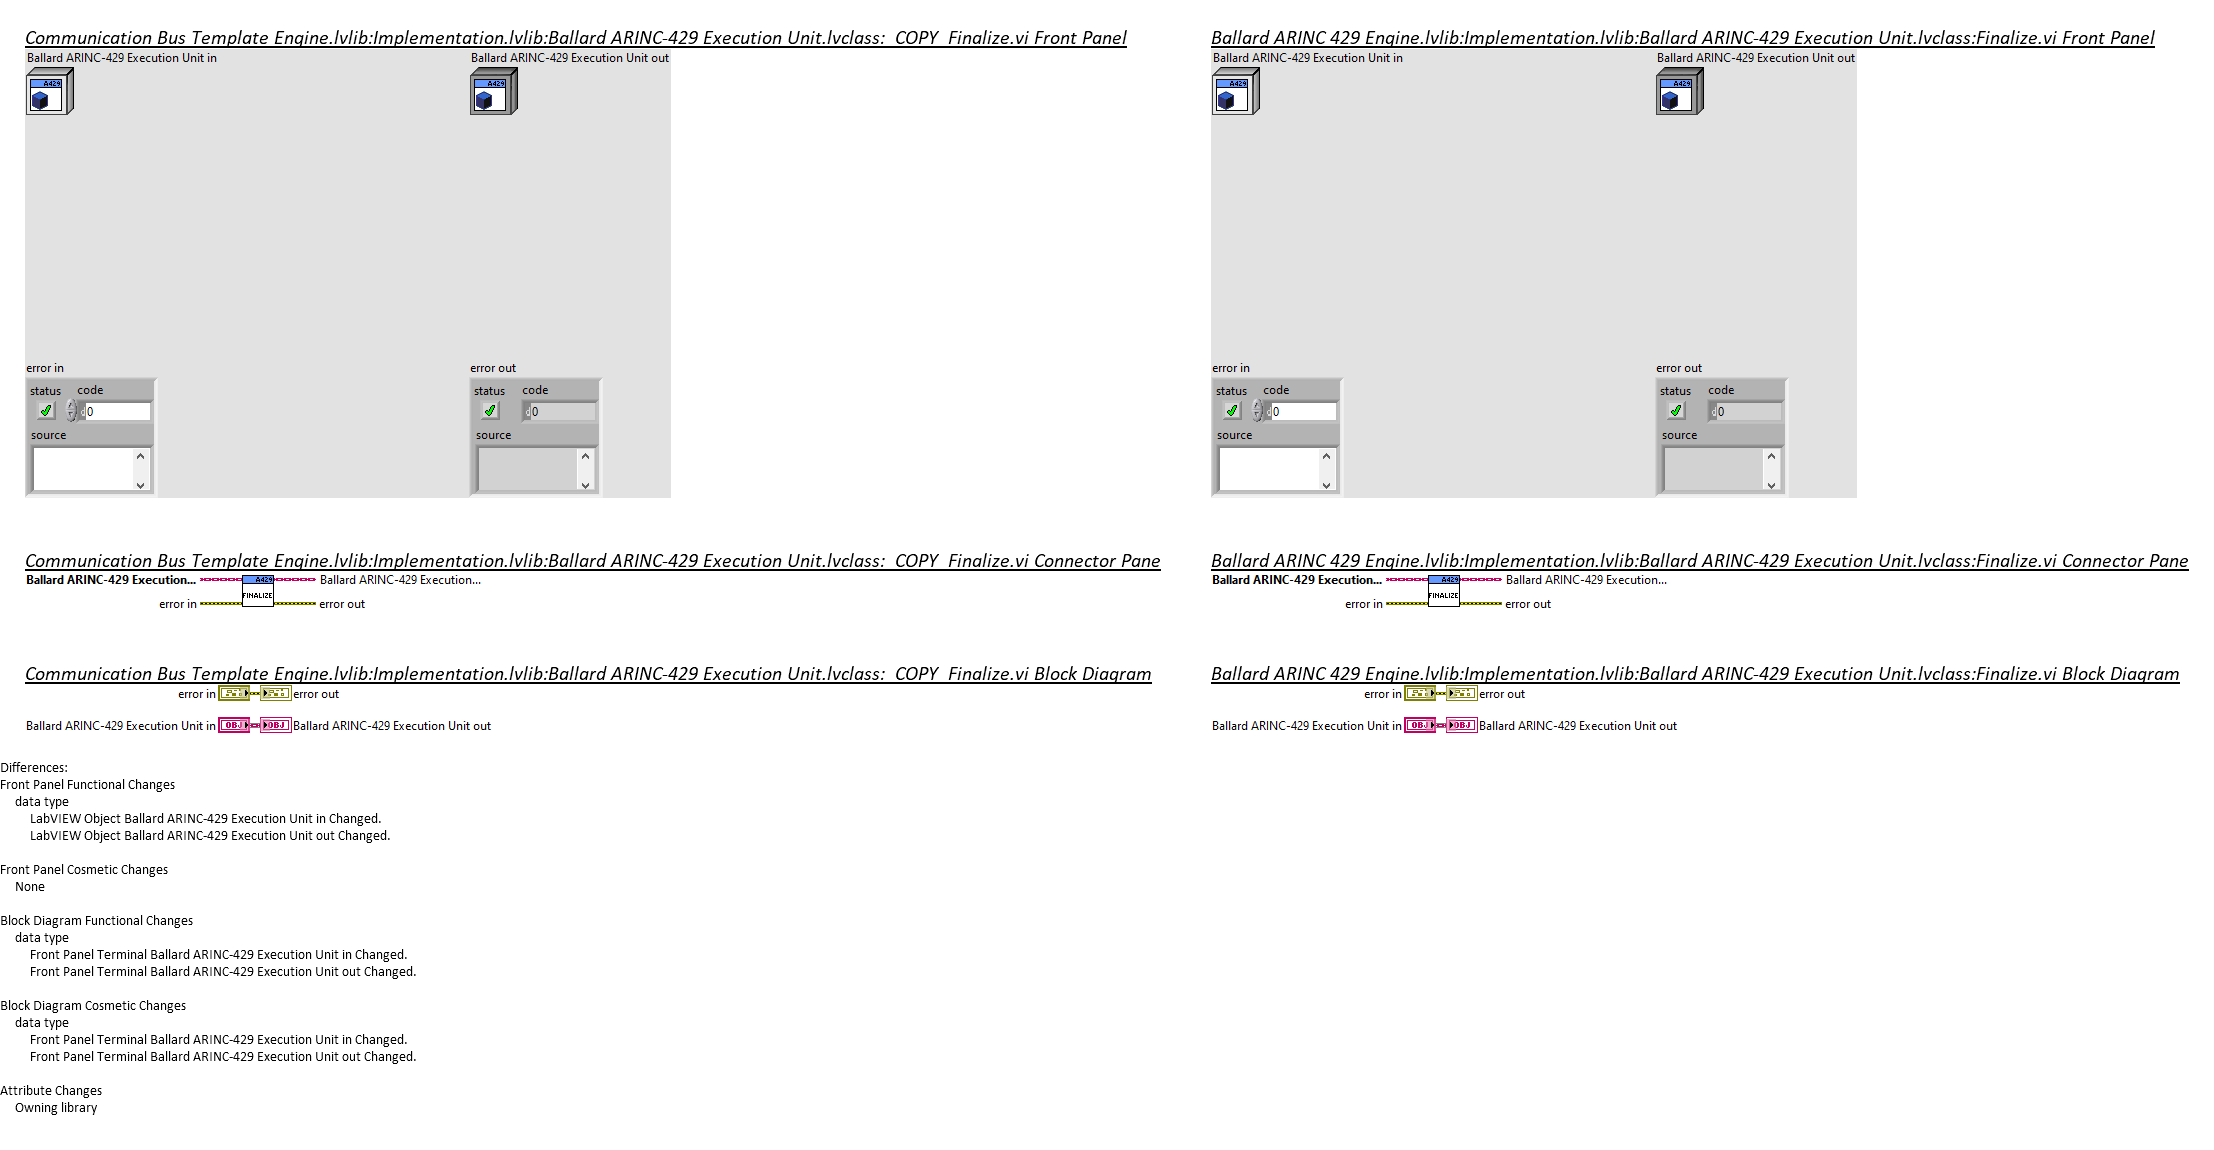 Communication Bus Template Engine.lvlib:Implementation.lvlib:Ballard ARINC-429 Execution Unit.lvclass:  COPY  Finalize.vi Front Panel
Ballard ARINC-429 Execution Unit in
Ballard ARINC-429 Execution Unit out
A429
A429
error in
error out
status
code
status
code
d0
d0
source
source
Communication Bus Template Engine.lvlib:Implementation.lvlib:Ballard ARINC-429 Execution Unit.lvclass:  COPY  Finalize.vi Connector Pane
Ballard ARINC-429 Execution...
A429
Ballard ARINC-429 Execution...
FINALIZE
error in
error out
Communication Bus Template Engine.lvlib:Implementation.lvlib:Ballard ARINC-429 Execution Unit.lvclass:  COPY  Finalize.vi Block Diagram
error in
error out
Ballard ARINC-429 Execution Unit in
OBJ
OBJ
Ballard ARINC-429 Execution Unit out
Ballard ARINC 429 Engine.lvlib:Implementation.lvlib:Ballard ARINC-429 Execution Unit.lvclass:Finalize.vi Front Panel
Ballard ARINC-429 Execution Unit in
Ballard ARINC-429 Execution Unit out
A429
A429
error in
error out
status
code
status
code
d0
d0
source
source
Ballard ARINC 429 Engine.lvlib:Implementation.lvlib:Ballard ARINC-429 Execution Unit.lvclass:Finalize.vi Connector Pane
Ballard ARINC-429 Execution...
A429
Ballard ARINC-429 Execution...
FINALIZE
error in
error out
Ballard ARINC 429 Engine.lvlib:Implementation.lvlib:Ballard ARINC-429 Execution Unit.lvclass:Finalize.vi Block Diagram
error in
error out
Ballard ARINC-429 Execution Unit in
OBJ
OBJ
Ballard ARINC-429 Execution Unit out
Differences:
Front Panel Functional Changes
data type
LabVIEW Object Ballard ARINC-429 Execution Unit in Changed.
LabVIEW Object Ballard ARINC-429 Execution Unit out Changed.
Front Panel Cosmetic Changes
None
Block Diagram Functional Changes
data type
Front Panel Terminal Ballard ARINC-429 Execution Unit in Changed.
Front Panel Terminal Ballard ARINC-429 Execution Unit out Changed.
Block Diagram Cosmetic Changes
data type
Front Panel Terminal Ballard ARINC-429 Execution Unit in Changed.
Front Panel Terminal Ballard ARINC-429 Execution Unit out Changed.
Attribute Changes
Owning library